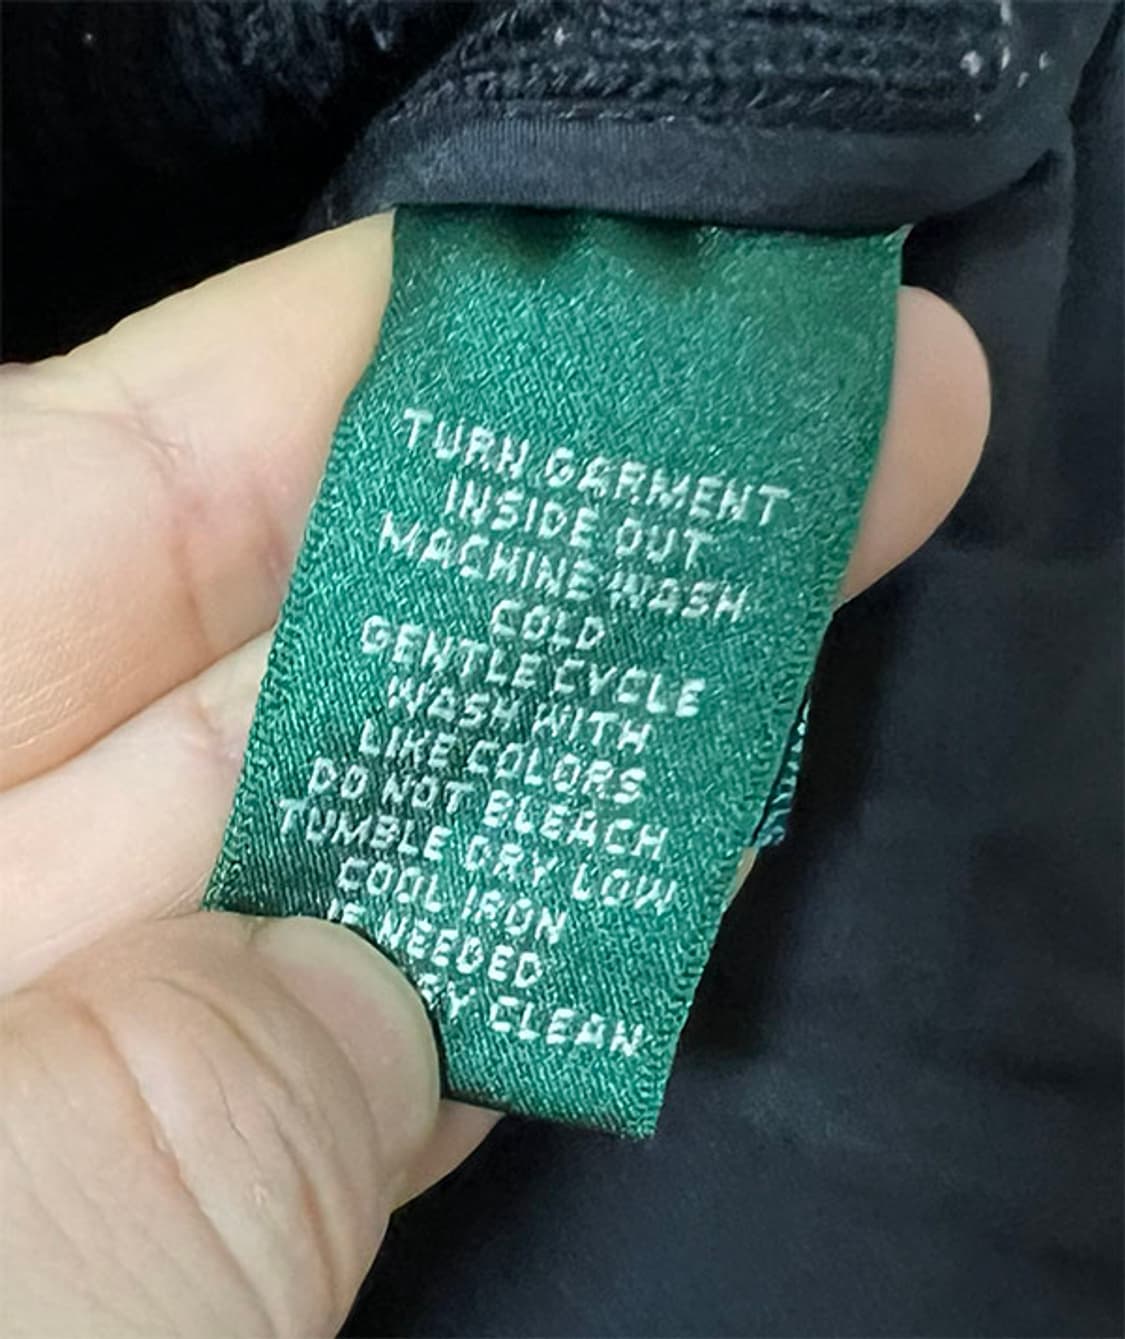 TURN GARMENT
INSIDE OUT
MACHINE WASH
COLD
GENTLE CYCLE
WASH WITH
LIKE COLORS
DO NOT BLEACH
TUMBLE DRY LOW
COOL IRON
IF NEEDED
CLEAN